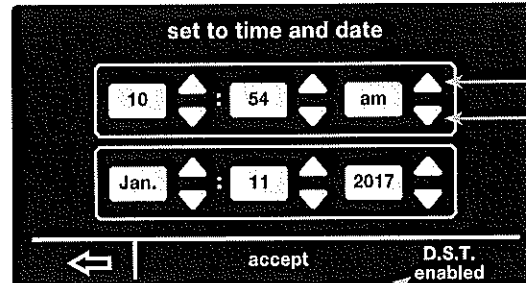 set to time and date
10 : 54 am
Jan. : 11 2017
accept D.S.T.
enabled